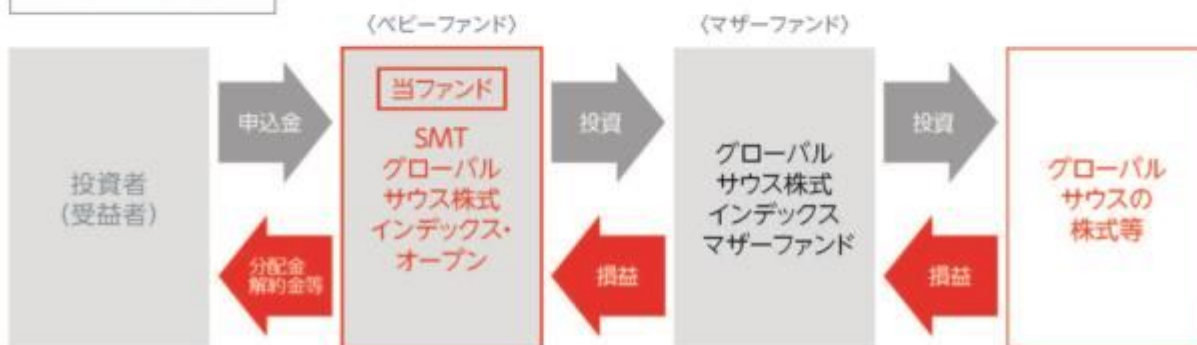 〈ベビーファンド〉
〈マザーファンド〉
投資者
(受益者)
申込金
分配金
解約金等
当ファンド
SMT
グローバル
サウス株式
インデックス・
オープン
投資
損益
グローバル
サウス株式
インデックス
マザーファンド
投資
損益
グローバル
サウスの
株式等